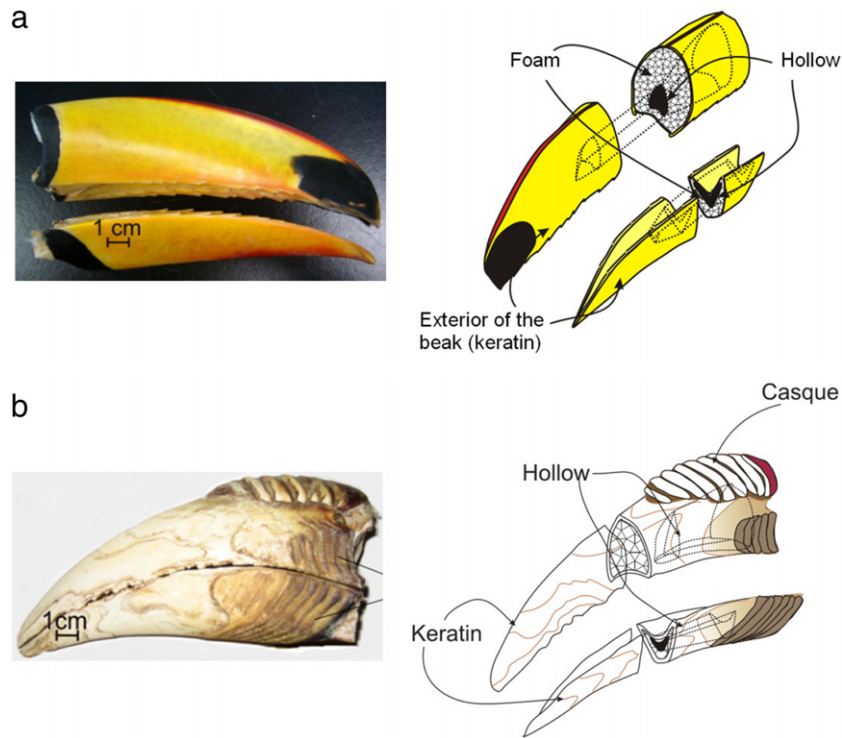 a
Foam
Hollow
1 cm
Exterior of the
beak (keratin)
b
Casque
Hollow
1cm
Keratin